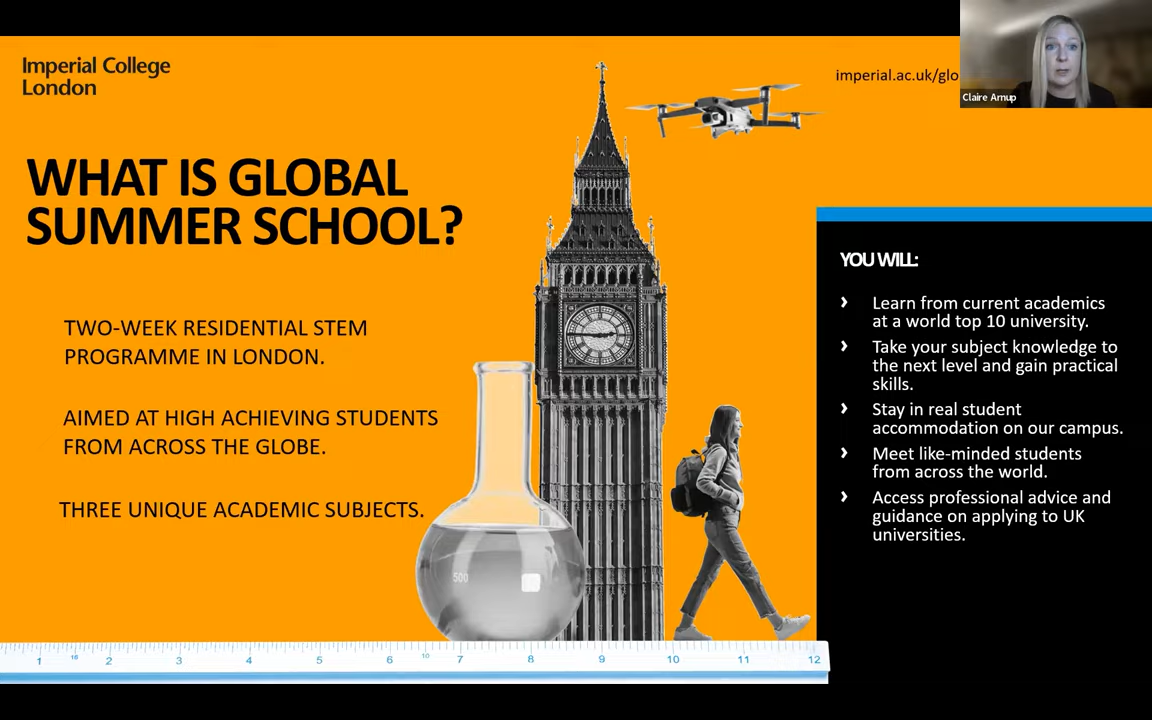 Imperial College
London
imperial.ac.uk/glo
Claire Arnup
WHAT IS GLOBAL
SUMMER SCHOOL?
TWO-WEEK RESIDENTIAL STEM
PROGRAMME IN LONDON.
AIMED AT HIGH ACHIEVING STUDENTS
FROM ACROSS THE GLOBE.
THREE UNIQUE ACADEMIC SUBJECTS.
YOU WILL:
› Learn from current academics
at a world top 10 university.
› Take your subject knowledge to
the next level and gain practical
skills.
› Stay in real student
accommodation on our campus.
› Meet like-minded students
from across the world.
› Access professional advice and
guidance on applying to UK
universities.
500
1 16 2 3 4 5 6 10 7 8 9 10 11 12